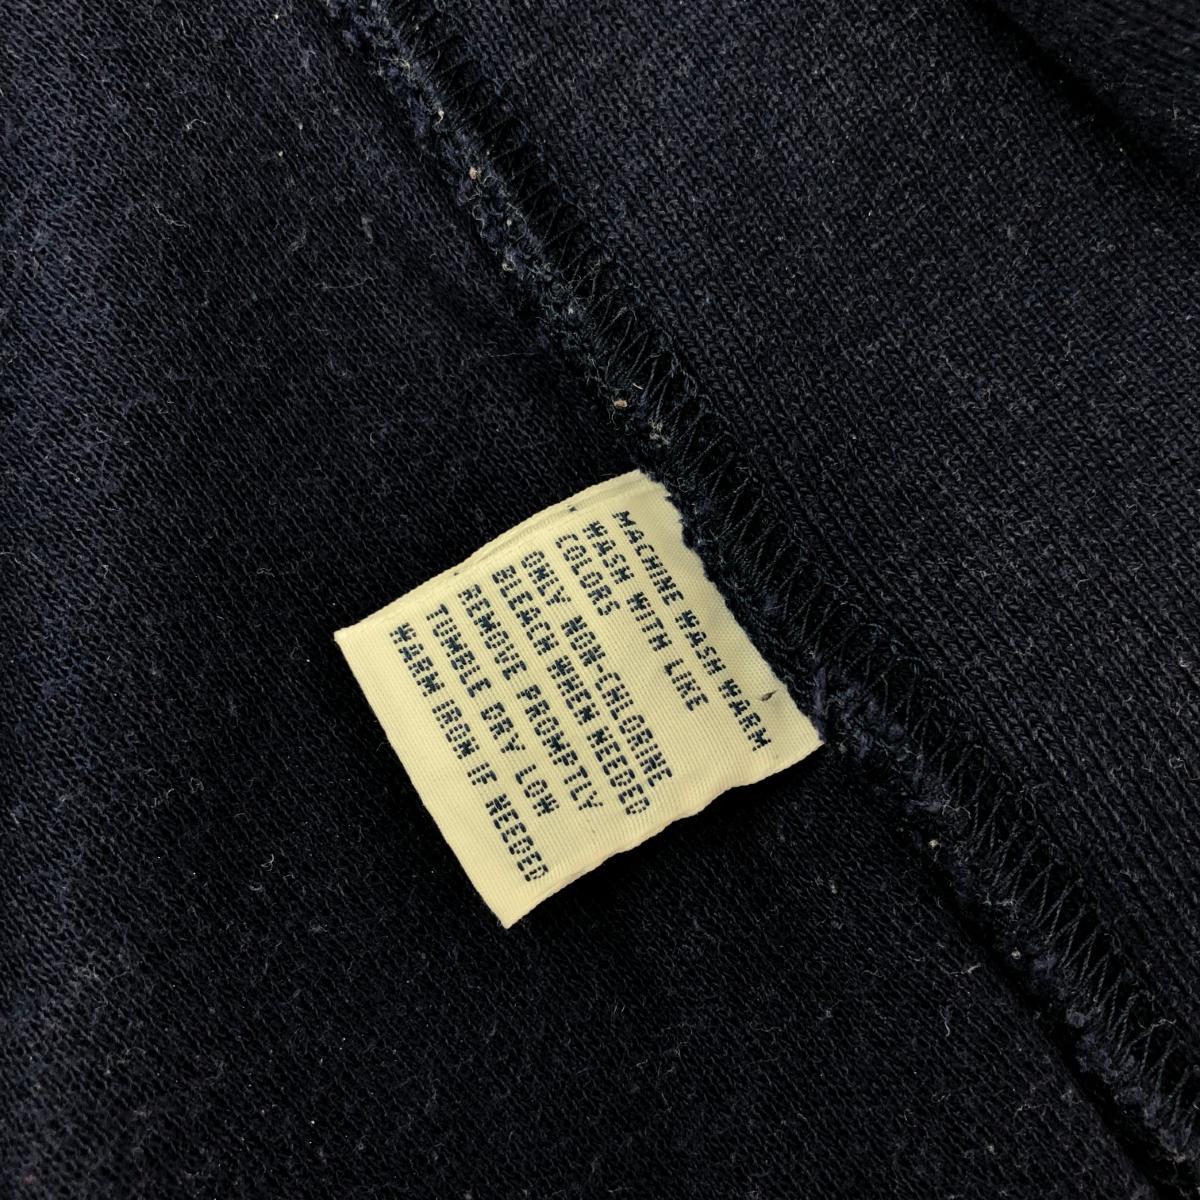 MACHINE WASH WARM
WASH WITH LIKE
COLORS
ONLY NON-CHLORINE
BLEACH WHEN NEEDED
REMOVE PROMPTLY
TUMBLE DRY LOW
WARM IRON IF NEEDED